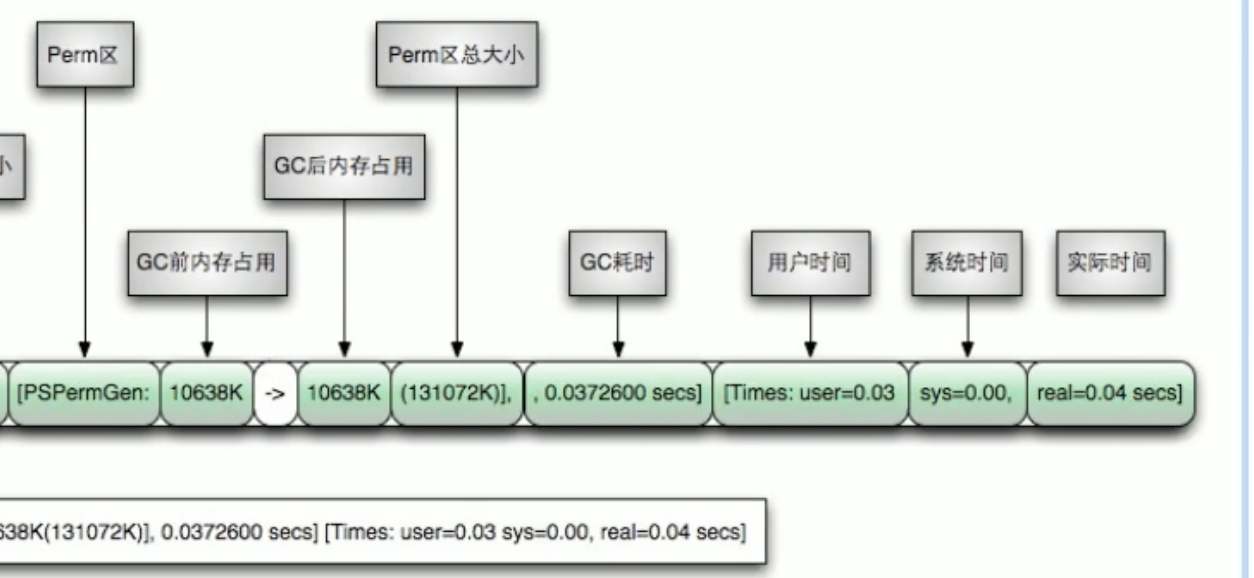 Perm区
Perm区总大小
小
GC后内存占用
GC前内存占用
GC耗时
用户时间
系统时间
实际时间
[PSPermGen: 10638K -> 10638K (131072K)], , 0.0372600 secs] [Times: user=0.03 sys=0.00, real=0.04 secs]
638K(131072K)], 0.0372600 secs] [Times: user=0.03 sys=0.00, real=0.04 secs]